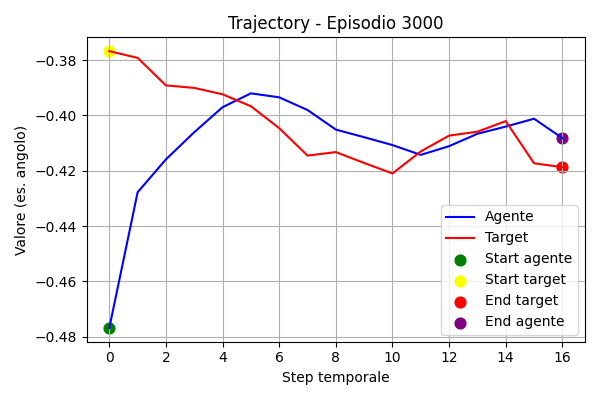 Trajectory - Episodio 3000
Valore (es. angolo)
−0.38
−0.40
−0.42
−0.44
−0.46
−0.48
Agente
Target
Start agente
Start target
End target
End agente
0 2 4 6 8 10 12 14 16
Step temporale